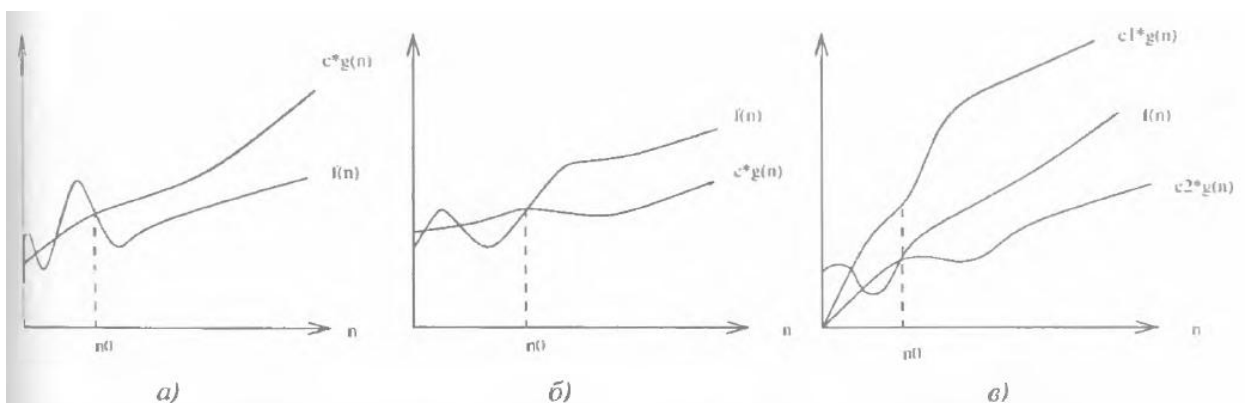 c*g(n)
f(n)
n
n0
а)
f(n)
c*g(n)
n
n0
б)
c1*g(n)
f(n)
c2*g(n)
n
n0
в)